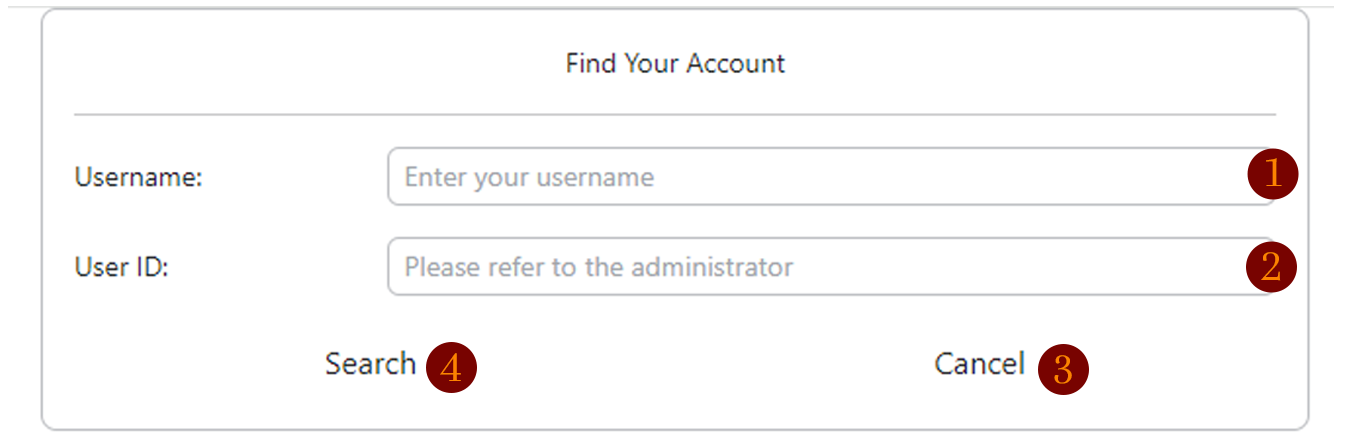 Find Your Account
Username: Enter your username 1
User ID: Please refer to the administrator 2
Search 4 Cancel 3